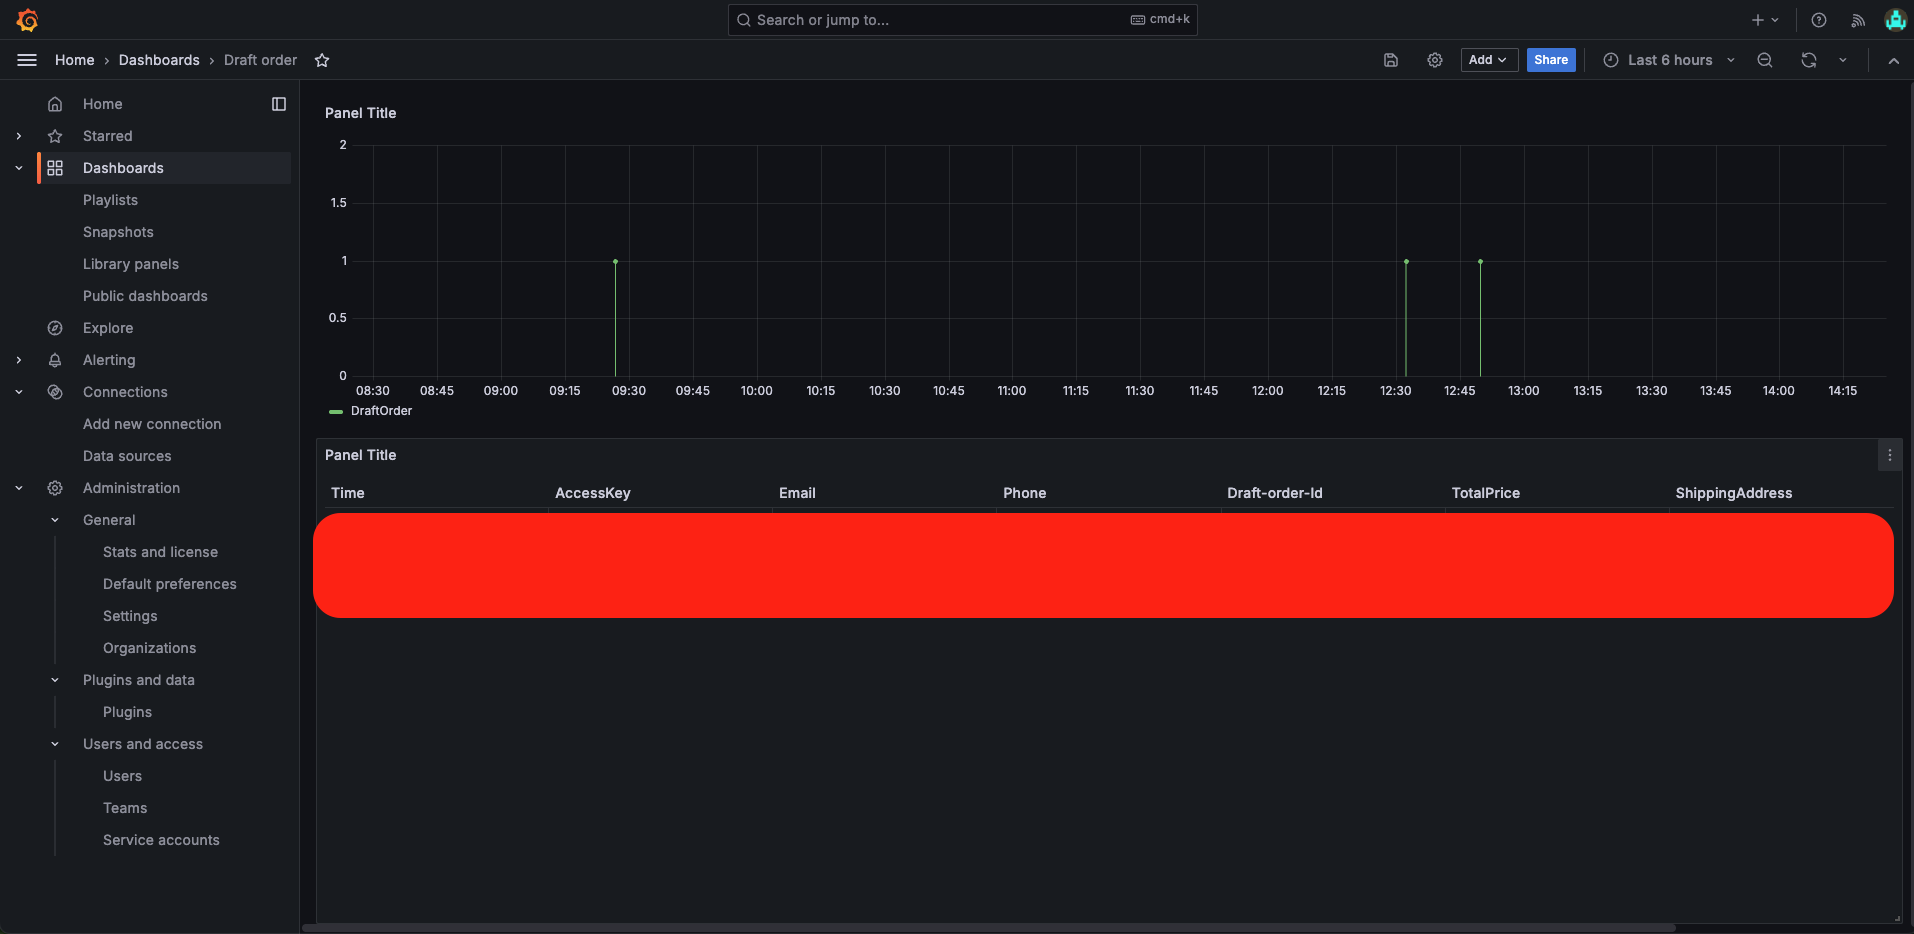 Search or jump to...
cmd+k
Home › Dashboards › Draft order
Add
Share
Last 6 hours
Home
Starred
Dashboards
Playlists
Snapshots
Library panels
Public dashboards
Explore
Alerting
Connections
Add new connection
Data sources
Administration
General
Stats and license
Default preferences
Settings
Organizations
Plugins and data
Plugins
Users and access
Users
Teams
Service accounts
Panel Title
2
1.5
1
0.5
0
08:30 08:45 09:00 09:15 09:30 09:45 10:00 10:15 10:30 10:45 11:00 11:15 11:30 11:45 12:00 12:15 12:30 12:45 13:00 13:15 13:30 13:45 14:00 14:15
DraftOrder
Panel Title
Time AccessKey Email Phone Draft-order-Id TotalPrice ShippingAddress